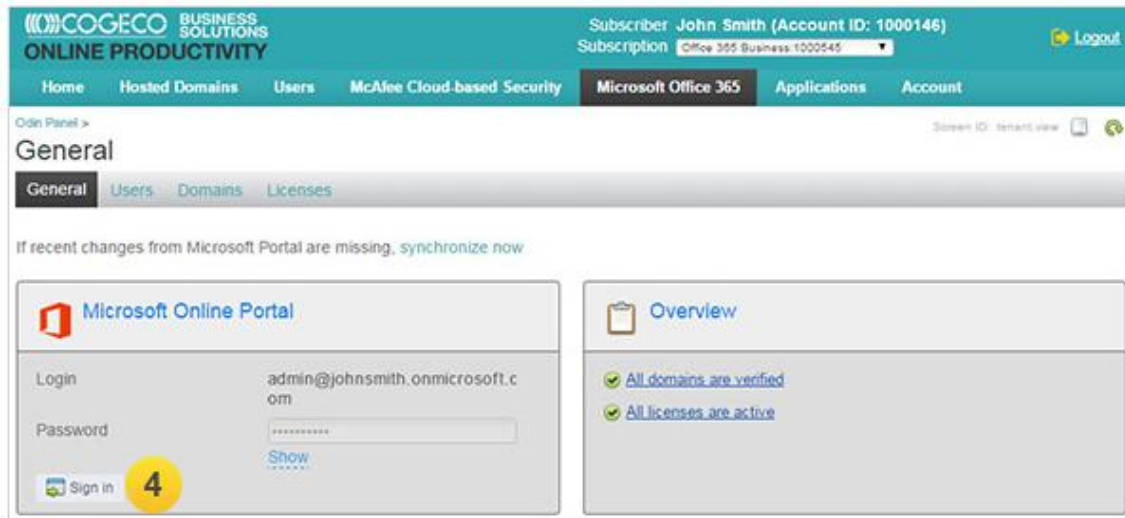 COGECO BUSINESS SOLUTIONS
ONLINE PRODUCTIVITY
Subscriber John Smith (Account ID: 1000146)
Subscription Office 365 Business:1000545
Logout
Home Hosted Domains Users McAfee Cloud-based Security Microsoft Office 365 Applications Account
Odin Panel >
Screen ID: tenant.view
General
General Users Domains Licenses
If recent changes from Microsoft Portal are missing, synchronize now
Microsoft Online Portal
Login admin@johnsmith.onmicrosoft.c
om
Password ----------
Show
Sign in 4
Overview
All domains are verified
All licenses are active